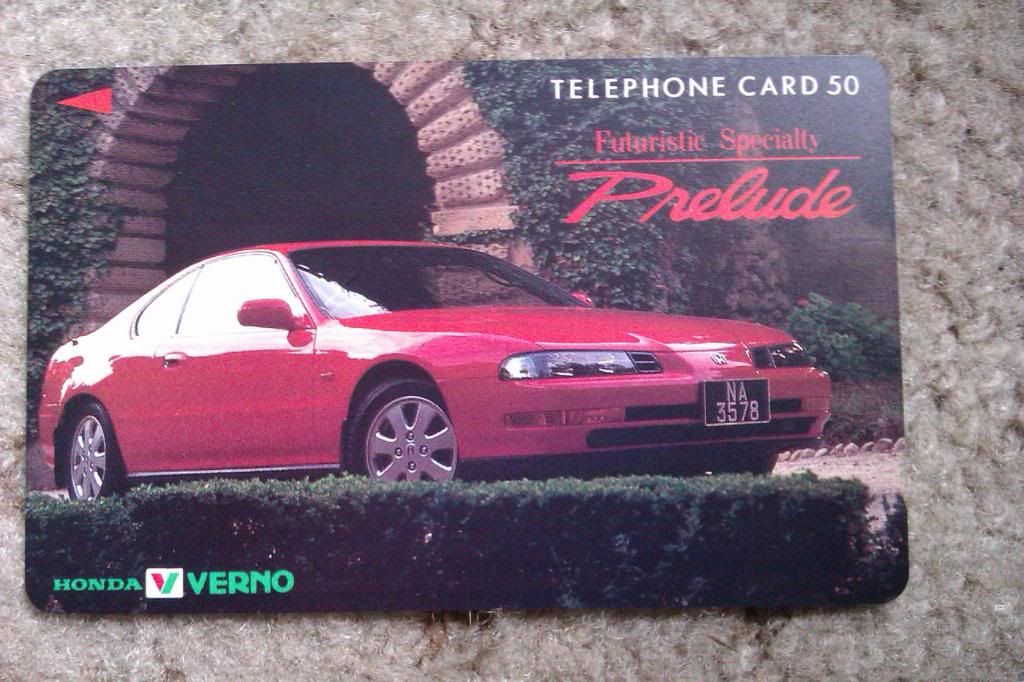 TELEPHONE CARD 50
Futuristic Specialty
Prelude
NA
3578
HONDA VERNO